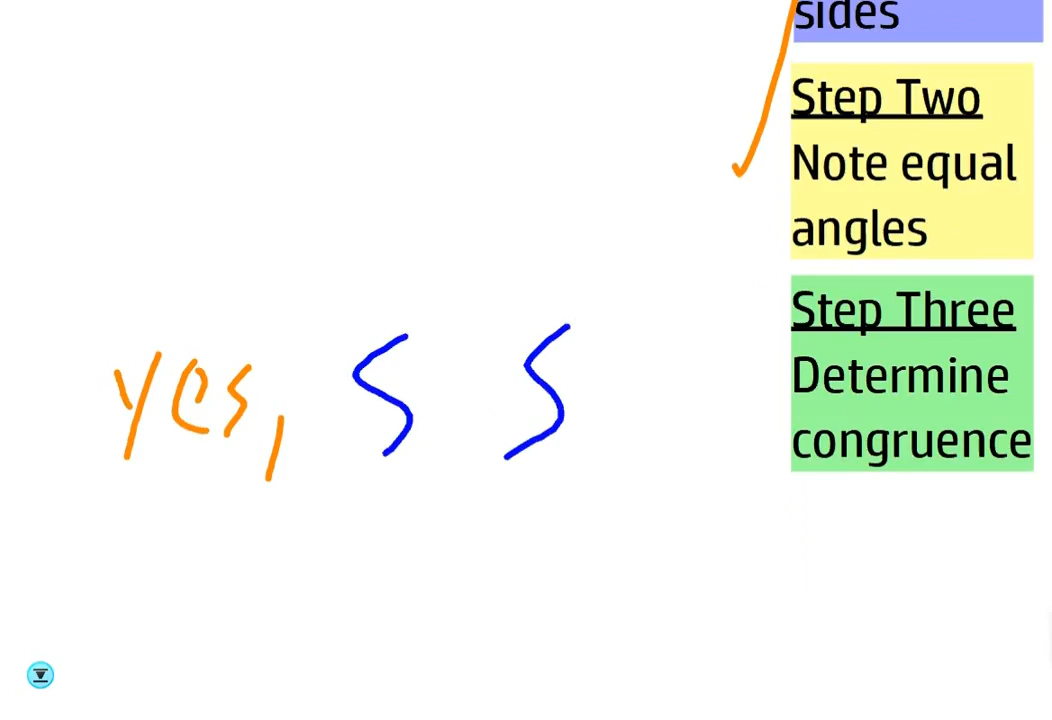 sides
Step Two
Note equal
angles
Step Three
Determine
congruence
yes, S S